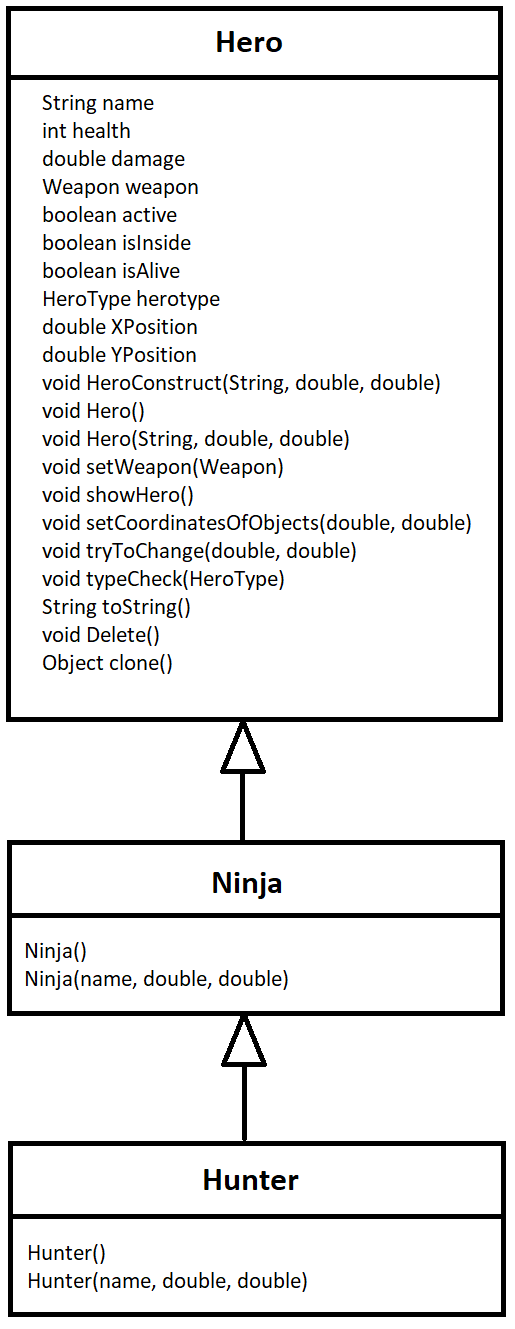 Hero
String name
int health
double damage
Weapon weapon
boolean active
boolean isInside
boolean isAlive
HeroType herotype
double XPosition
double YPosition
void HeroConstruct(String, double, double)
void Hero()
void Hero(String, double, double)
void setWeapon(Weapon)
void showHero()
void setCoordinatesOfObjects(double, double)
void tryToChange(double, double)
void typeCheck(HeroType)
String toString()
void Delete()
Object clone()
Ninja
Ninja()
Ninja(name, double, double)
Hunter
Hunter()
Hunter(name, double, double)